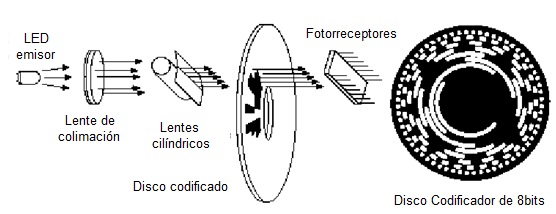 LED
emisor
Lente de
colimación
Lentes
cilíndricos
Disco codificado
Fotorreceptores
Disco Codificador de 8bits